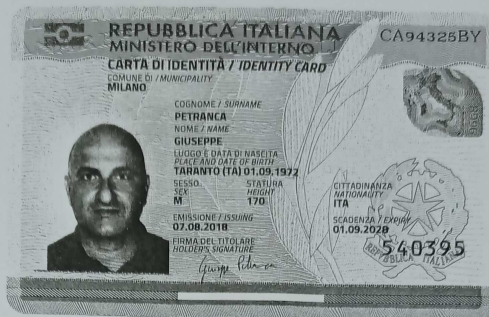 REPUBBLICA ITALIANA
MINISTERO DELL'INTERNO
CA94325BY
CARTA DI IDENTITÀ / IDENTITY CARD
COMUNE DI / MUNICIPALITY
MILANO
COGNOME / SURNAME
PETRANCA
NOME / NAME
GIUSEPPE
LUOGO E DATA DI NASCITA
PLACE AND DATE OF BIRTH
TARANTO (TA) 01.09.1972
SESSO
SEX
M
STATURA
HEIGHT
170
CITTADINANZA
NATIONALITY
ITA
EMISSIONE / ISSUING
07.08.2018
SCADENZA / EXPIRY
01.09.2028
FIRMA DEL TITOLARE
HOLDER'S SIGNATURE
540395
REPUBBLICA ITALIANA